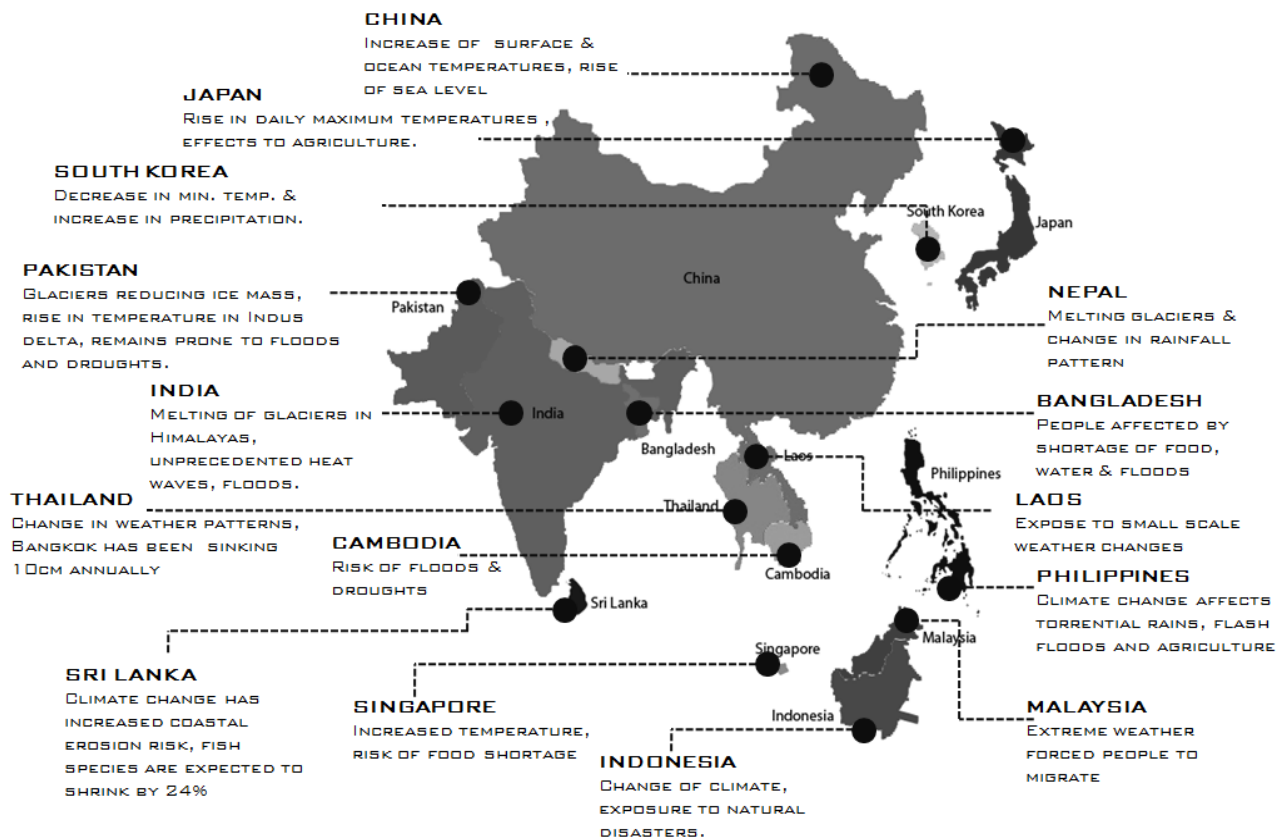 CHINA
Increase of surface &
ocean temperatures, rise
of sea level
JAPAN
Rise in daily maximum temperatures ,
effects to agriculture.
SOUTH KOREA
Decrease in min. temp. &
increase in precipitation.
South Korea
Japan
PAKISTAN
Glaciers reducing ice mass,
rise in temperature in Indus
delta, remains prone to floods
and droughts.
Pakistan
China
NEPAL
Melting glaciers &
change in rainfall
pattern
INDIA
Melting of glaciers in
Himalayas,
unprecedented heat
waves, floods.
India
Bangladesh
BANGLADESH
People affected by
shortage of food,
water & floods
Laos
Philippines
THAILAND
Change in weather patterns,
Bangkok has been sinking
10cm annually
Thailand
LAOS
Expose to small scale
weather changes
CAMBODIA
Risk of floods &
droughts
Cambodia
PHILIPPINES
Climate change affects
torrential rains, flash
floods and agriculture
Sri Lanka
Malaysia
Singapore
SRI LANKA
Climate change has
increased coastal
erosion risk, fish
species are expected to
shrink by 24%
SINGAPORE
Increased temperature,
risk of food shortage
Indonesia
INDONESIA
Change of climate,
exposure to natural
disasters.
MALAYSIA
Extreme weather
forced people to
migrate